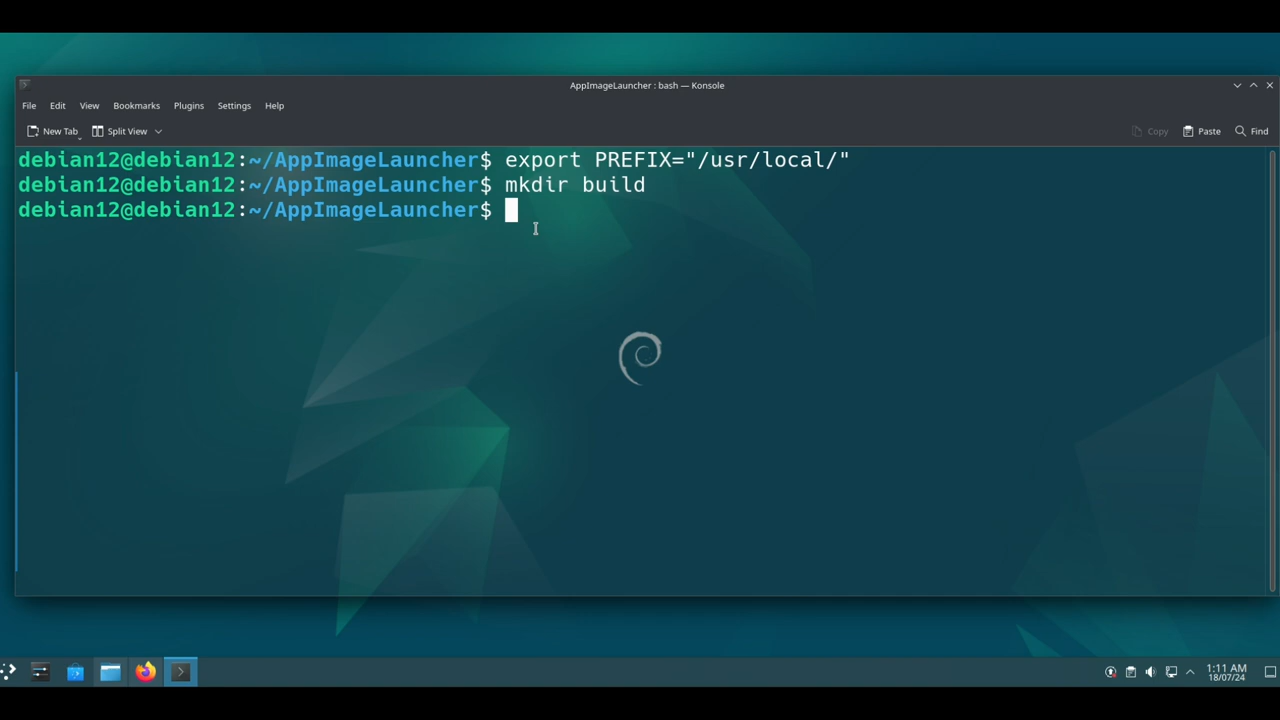 AppImageLauncher : bash — Konsole
File Edit View Bookmarks Plugins Settings Help
New Tab Split View Copy Paste Find
debian12@debian12:~/AppImageLauncher$ export PREFIX="/usr/local/"
debian12@debian12:~/AppImageLauncher$ mkdir build
debian12@debian12:~/AppImageLauncher$
1:11 AM
18/07/24